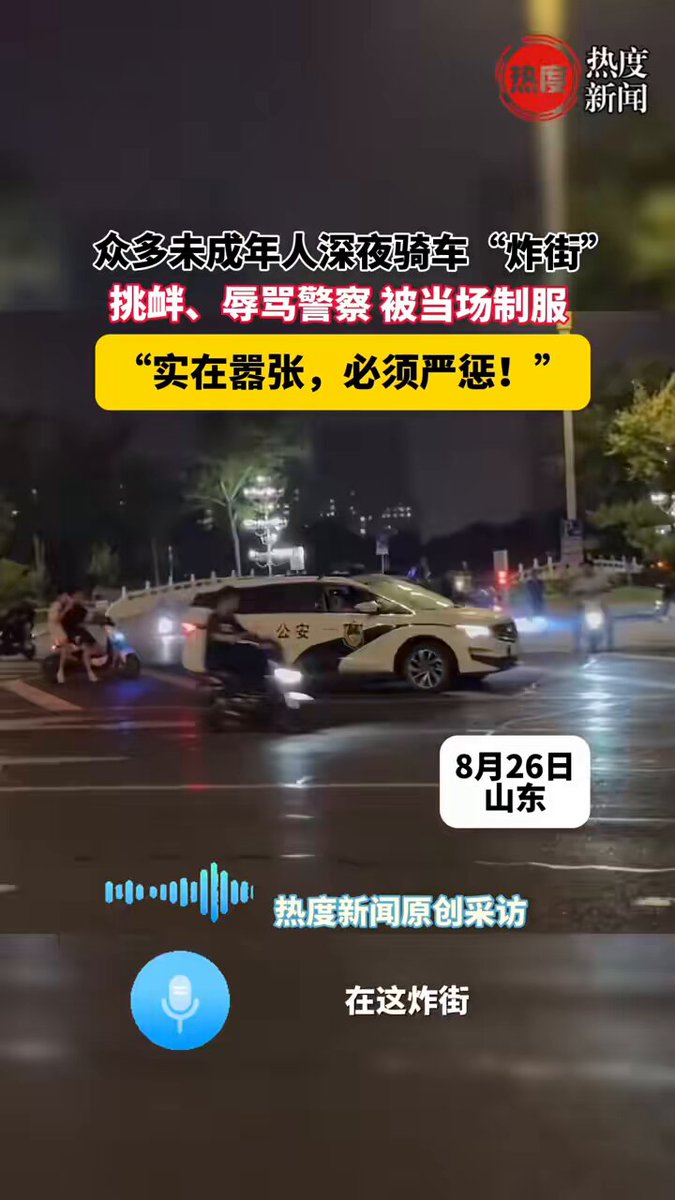 热度
热度
新闻
众多未成年人深夜骑车“炸街”
挑衅、辱骂警察 被当场制服
“实在嚣张，必须严惩！”
公安
8月26日
山东
热度新闻原创采访
在这炸街